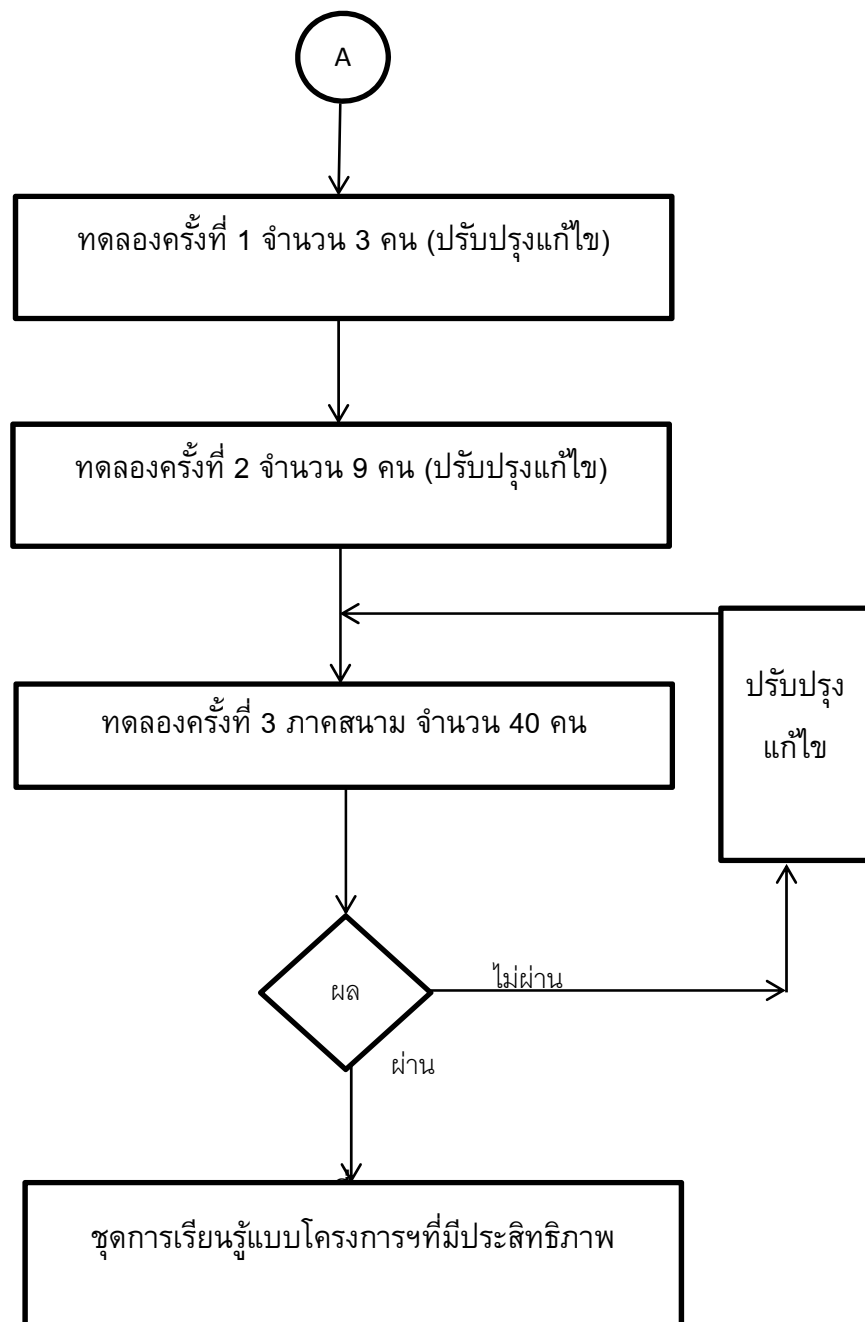 A
ทดลองครั้งที่ 1 จำนวน 3 คน (ปรับปรุงแก้ไข)
ทดลองครั้งที่ 2 จำนวน 9 คน (ปรับปรุงแก้ไข)
ปรับปรุง
แก้ไข
ทดลองครั้งที่ 3 ภาคสนาม จำนวน 40 คน
ผล
ไม่ผ่าน
ผ่าน
ชุดการเรียนรู้แบบโครงการฯที่มีประสิทธิภาพ